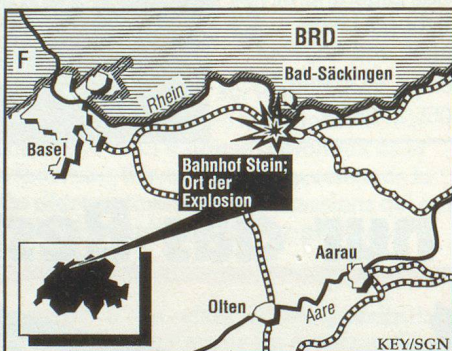 BRD
F
Bad-Säckingen
Rhein
Basel
Bahnhof Stein;
Ort der
Explosion
Aarau
Olten
Aare
KEY/SGN